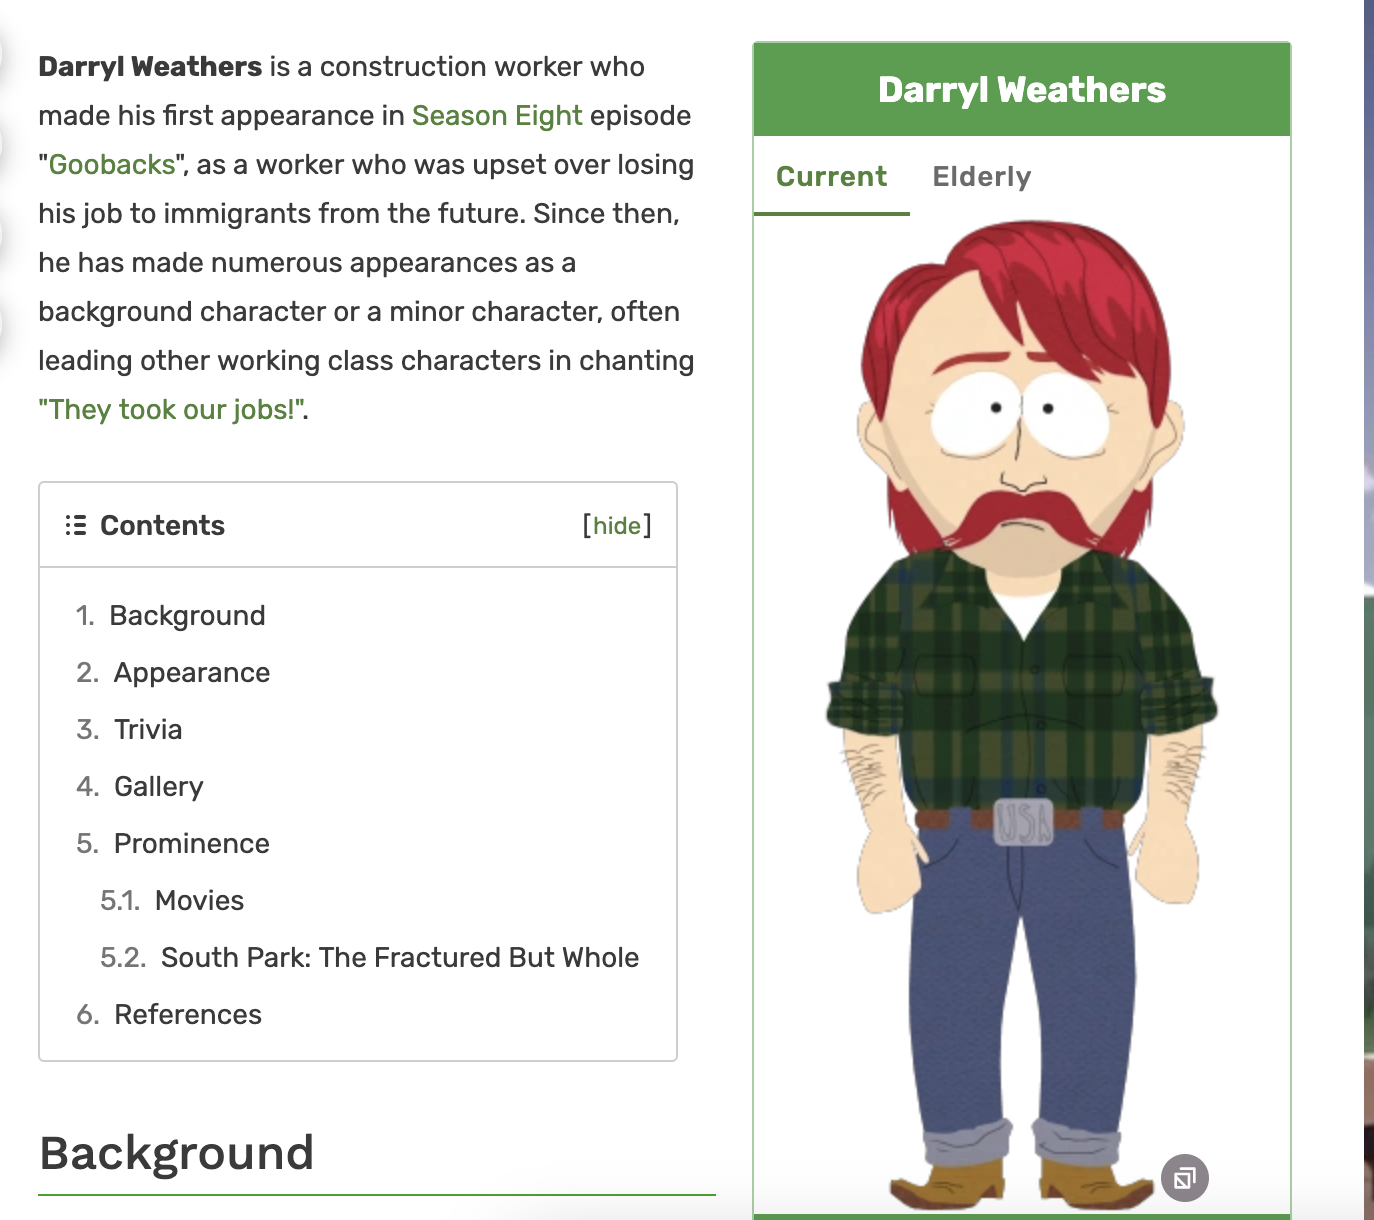 Darryl Weathers is a construction worker who
made his first appearance in Season Eight episode
"Goobacks", as a worker who was upset over losing
his job to immigrants from the future. Since then,
he has made numerous appearances as a
background character or a minor character, often
leading other working class characters in chanting
"They took our jobs!".
Contents [hide]
1. Background
2. Appearance
3. Trivia
4. Gallery
5. Prominence
5.1. Movies
5.2. South Park: The Fractured But Whole
6. References
Background
Darryl Weathers
Current Elderly
USA